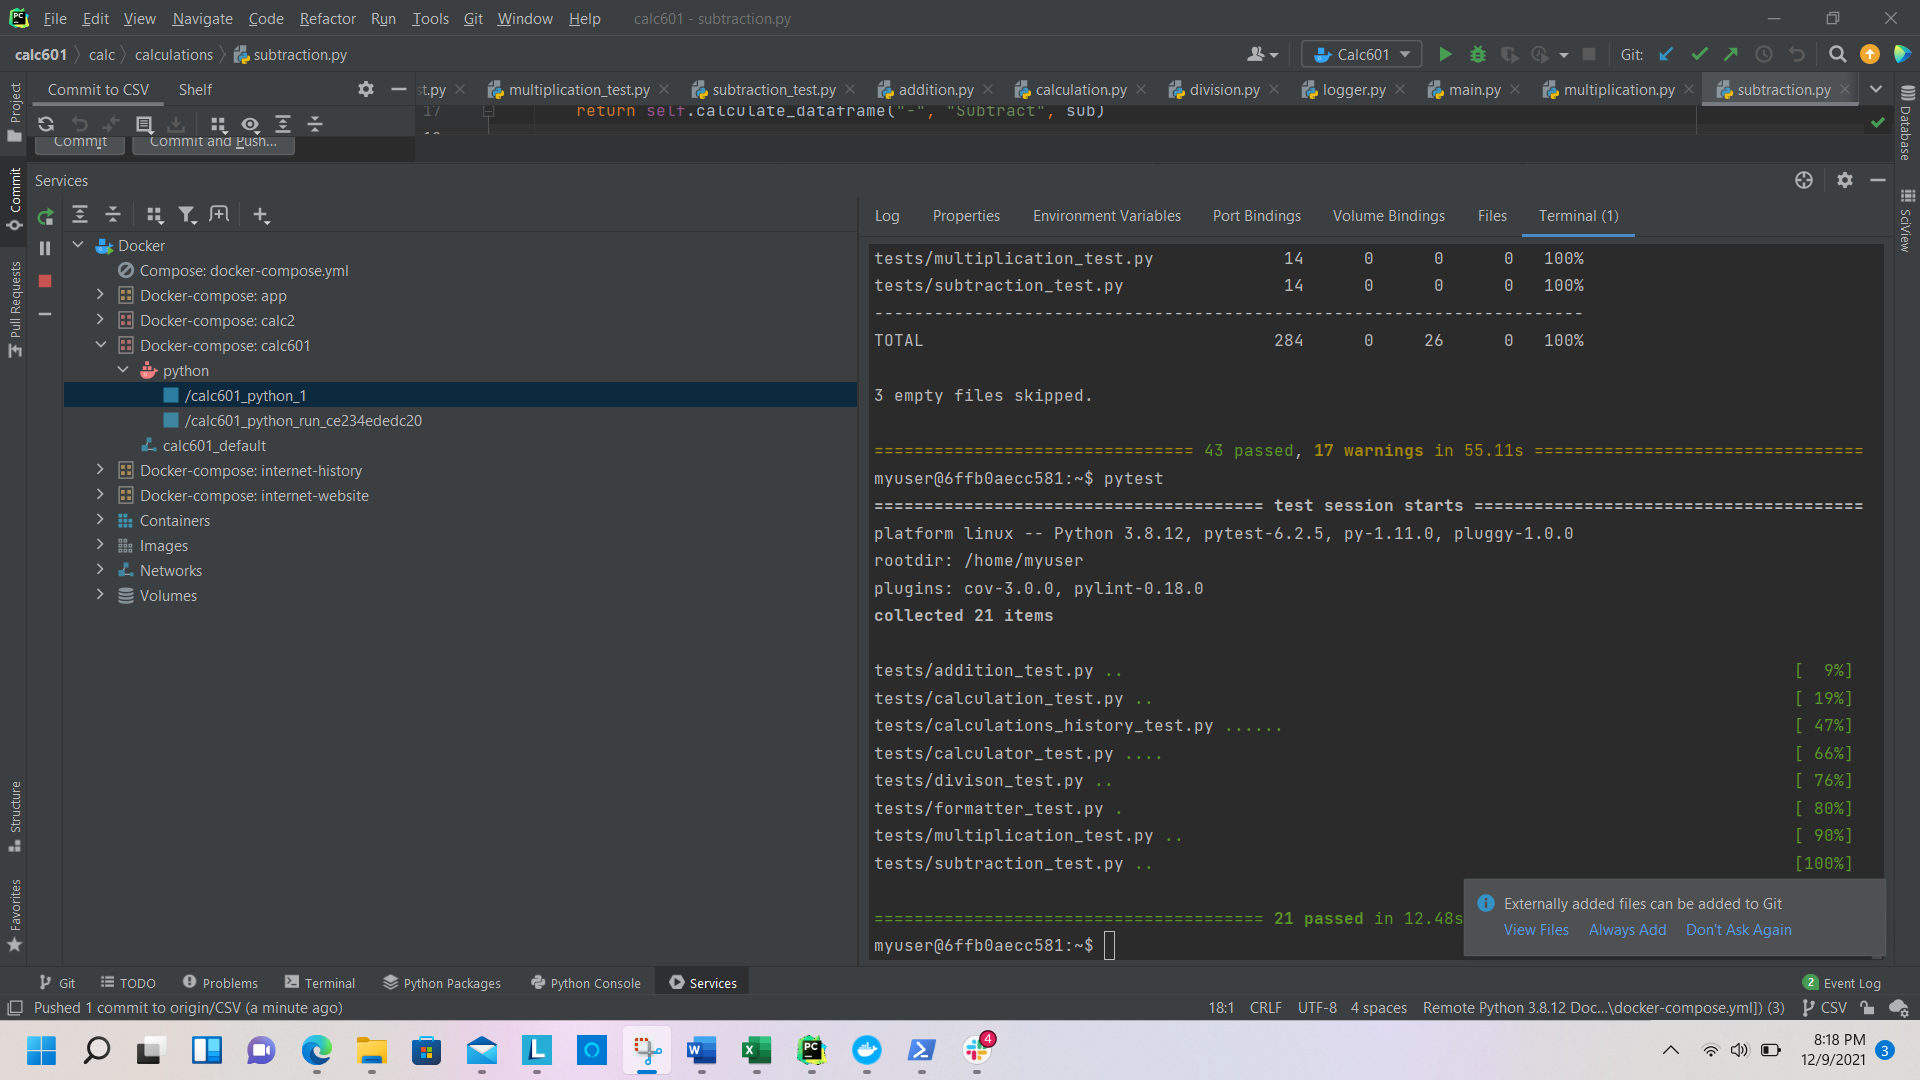 File Edit View Navigate Code Refactor Run Tools Git Window Help calc601 - subtraction.py
calc601 calc calculations subtraction.py Calc601 Git:
Commit to CSV Shelf
st.py multiplication_test.py subtraction_test.py addition.py calculation.py division.py logger.py main.py multiplication.py subtraction.py
17 return self.calculate_dataframe("-", "Subtract", sub)
Commit Commit and Push...
Project
Commit
Pull Requests
Structure
Favorites
Database
SciView
Services
Log Properties Environment Variables Port Bindings Volume Bindings Files Terminal (1)
Docker
Compose: docker-compose.yml
Docker-compose: app
Docker-compose: calc2
Docker-compose: calc601
python
/calc601_python_1
/calc601_python_run_ce234ededc20
calc601_default
Docker-compose: internet-history
Docker-compose: internet-website
Containers
Images
Networks
Volumes
tests/multiplication_test.py 14 0 0 0 100%
tests/subtraction_test.py 14 0 0 0 100%
-----------------------------------------------------------------------
TOTAL 284 0 26 0 100%
3 empty files skipped.
================================ 43 passed, 17 warnings in 55.11s =================================
myuser@6ffb0aecc581:~$ pytest
======================================= test session starts =======================================
platform linux -- Python 3.8.12, pytest-6.2.5, py-1.11.0, pluggy-1.0.0
rootdir: /home/myuser
plugins: cov-3.0.0, pylint-0.18.0
collected 21 items
tests/addition_test.py .. [  9%]
tests/calculation_test.py .. [ 19%]
tests/calculations_history_test.py ...... [ 47%]
tests/calculator_test.py .... [ 66%]
tests/divison_test.py .. [ 76%]
tests/formatter_test.py . [ 80%]
tests/multiplication_test.py .. [ 90%]
tests/subtraction_test.py .. [100%]
======================================= 21 passed in 12.48s
myuser@6ffb0aecc581:~$
Externally added files can be added to Git
View Files Always Add Don't Ask Again
Git TODO Problems Terminal Python Packages Python Console Services 2 Event Log
Pushed 1 commit to origin/CSV (a minute ago) 18:1 CRLF UTF-8 4 spaces Remote Python 3.8.12 Doc...\docker-compose.yml]) (3) CSV
4
8:18 PM
12/9/2021 3